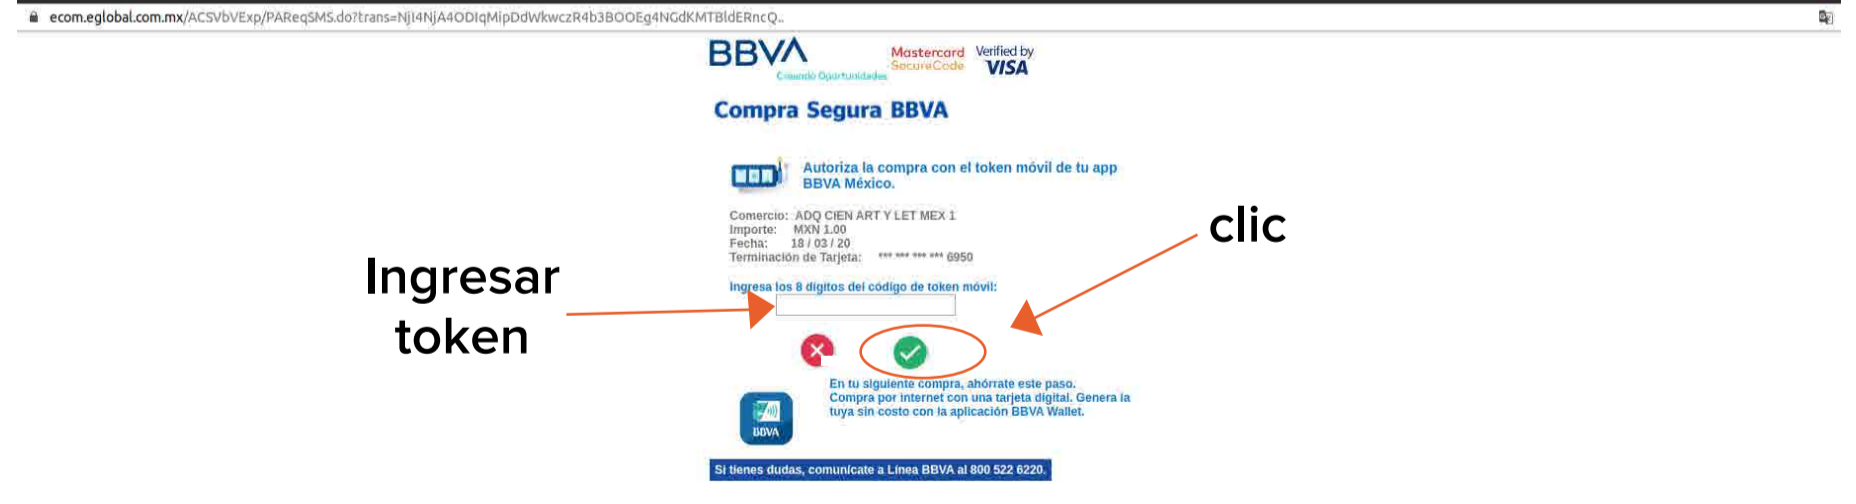 ecom.eglobal.com.mx/ACSVbVExp/PAReqSMS.do?trans=NjI4NjA4ODIqMipDdWkwczR4b3BOOEg4NGdKMTBldERncQ..
BBVA
Creando Oportunidades
Mastercard
SecureCode
Verified by
VISA
Compra Segura BBVA
Autoriza la compra con el token móvil de tu app
BBVA México.
Comercio: ADQ CIEN ART Y LET MEX 1
Importe: MXN 1.00
Fecha: 18 / 03 / 20
Terminación de Tarjeta: *** *** *** *** 6950
Ingresa los 8 dígitos del código de token móvil:
Ingresar
token
clic
En tu siguiente compra, ahórrate este paso.
Compra por internet con una tarjeta digital. Genera la
tuya sin costo con la aplicación BBVA Wallet.
BBVA
Si tienes dudas, comunícate a Línea BBVA al 800 522 6220.